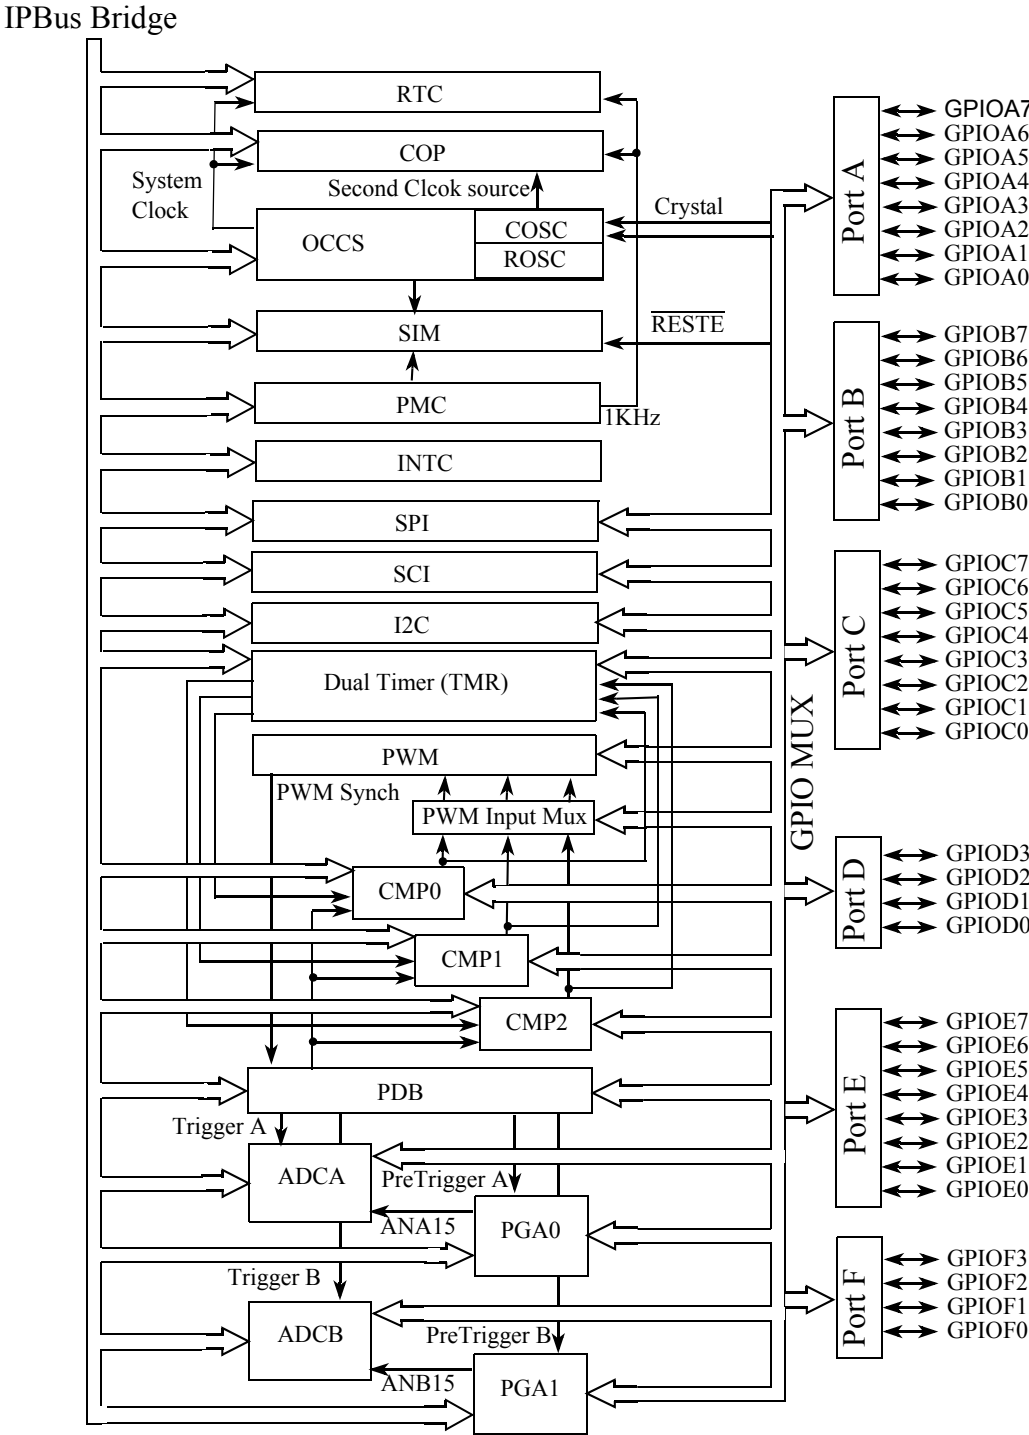 IPBus Bridge
RTC
COP
System
Clock
Second Clcok source
OCCS
COSC
ROSC
Crystal
SIM
RESTE
PMC
1KHz
INTC
SPI
SCI
I2C
Dual Timer (TMR)
PWM
PWM Synch
PWM Input Mux
CMP0
CMP1
CMP2
PDB
Trigger A
ADCA
PreTrigger A
ANA15
PGA0
Trigger B
ADCB
PreTrigger B
ANB15
PGA1
GPIO MUX
Port A
GPIOA7
GPIOA6
GPIOA5
GPIOA4
GPIOA3
GPIOA2
GPIOA1
GPIOA0
Port B
GPIOB7
GPIOB6
GPIOB5
GPIOB4
GPIOB3
GPIOB2
GPIOB1
GPIOB0
Port C
GPIOC7
GPIOC6
GPIOC5
GPIOC4
GPIOC3
GPIOC2
GPIOC1
GPIOC0
Port D
GPIOD3
GPIOD2
GPIOD1
GPIOD0
Port E
GPIOE7
GPIOE6
GPIOE5
GPIOE4
GPIOE3
GPIOE2
GPIOE1
GPIOE0
Port F
GPIOF3
GPIOF2
GPIOF1
GPIOF0